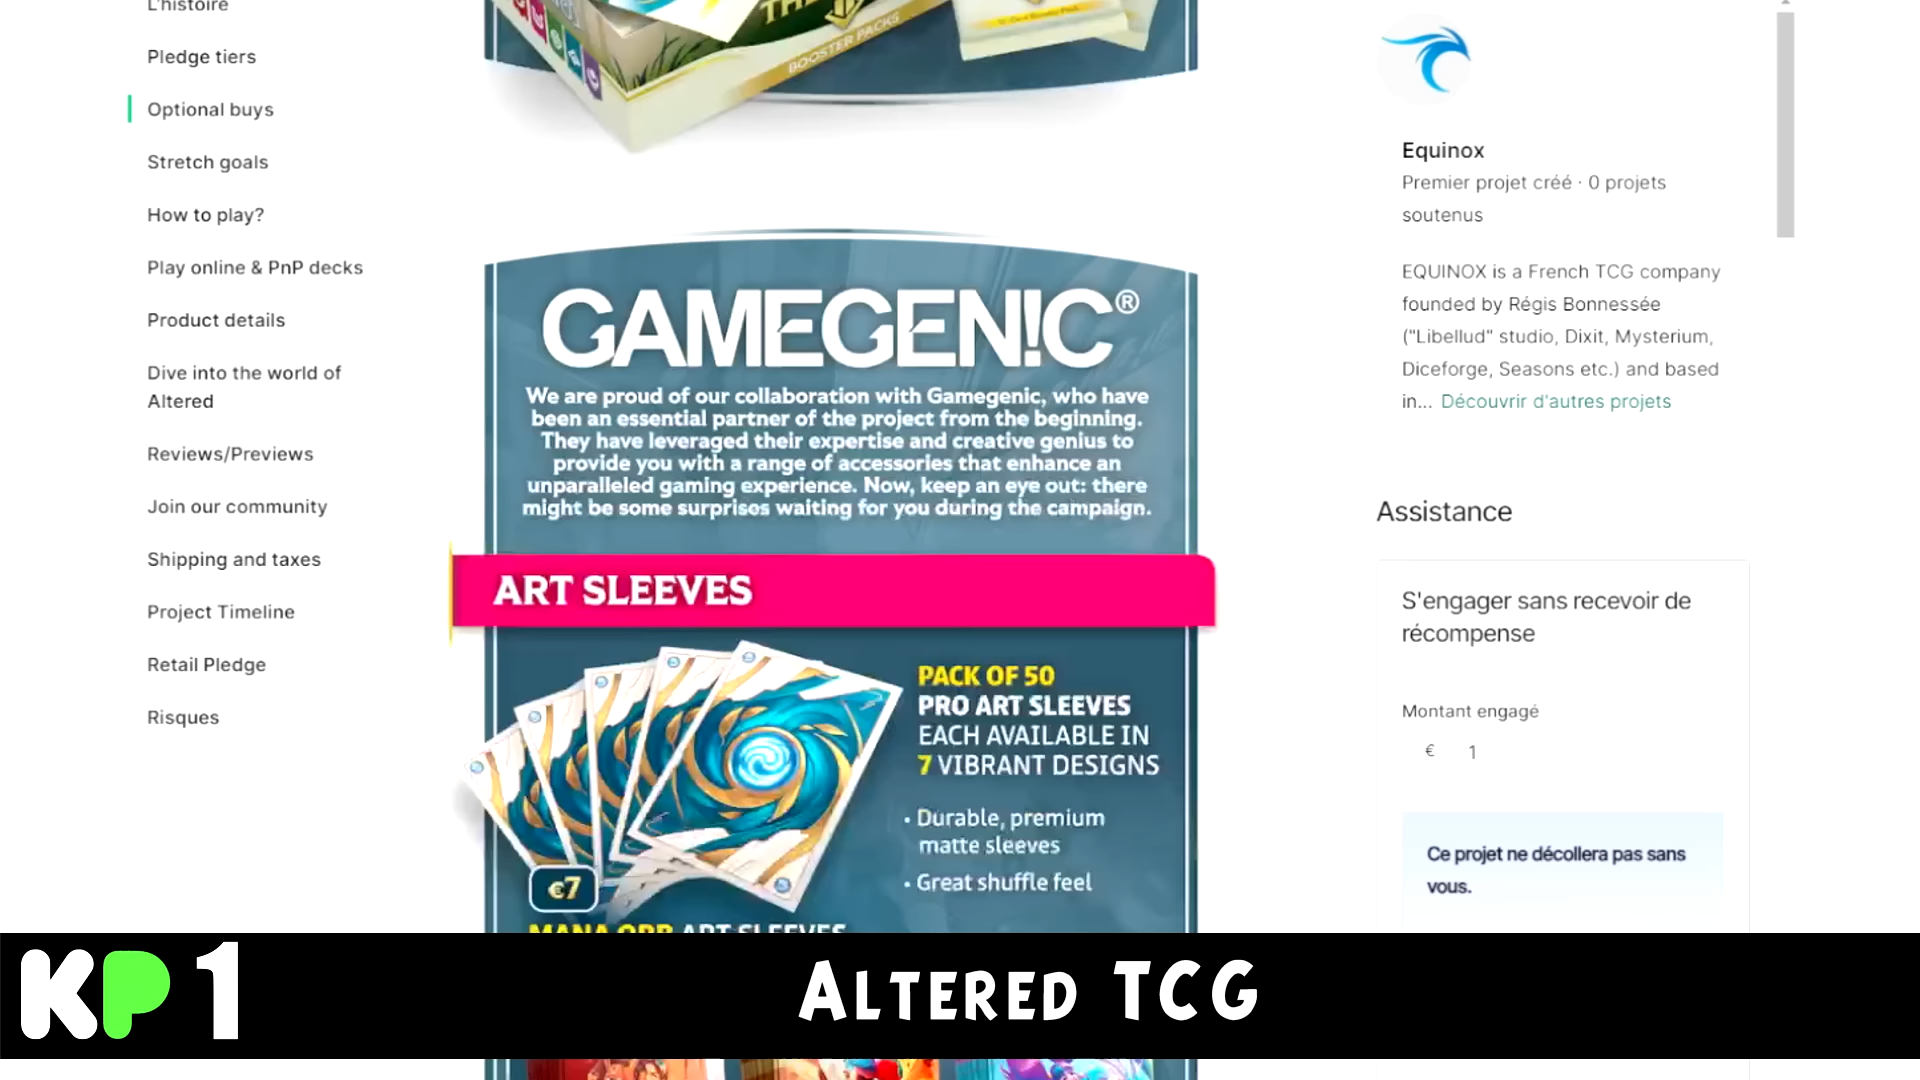 L'histoire
Pledge tiers
Optional buys
Stretch goals
How to play?
Play online & PnP decks
Product details
Dive into the world of
Altered
Reviews/Previews
Join our community
Shipping and taxes
Project Timeline
Retail Pledge
Risques
BOOSTER PACKS
GAMEGEN!C®
We are proud of our collaboration with Gamegenic, who have
been an essential partner of the project from the beginning.
They have leveraged their expertise and creative genius to
provide you with a range of accessories that enhance an
unparalleled gaming experience. Now, keep an eye out: there
might be some surprises waiting for you during the campaign.
ART SLEEVES
PACK OF 50
PRO ART SLEEVES
EACH AVAILABLE IN
7 VIBRANT DESIGNS
• Durable, premium
matte sleeves
• Great shuffle feel
€7
MANA ORB ART SLEEVES
Equinox
Premier projet créé · 0 projets
soutenus
EQUINOX is a French TCG company
founded by Régis Bonnessée
("Libellud" studio, Dixit, Mysterium,
Diceforge, Seasons etc.) and based
in... Découvrir d'autres projets
Assistance
S'engager sans recevoir de
récompense
Montant engagé
€ 1
Ce projet ne décollera pas sans
vous.
KP 1
ALTERED TCG